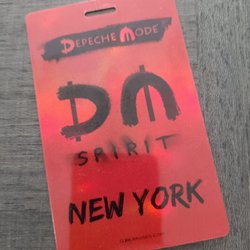 DEPECHE MODE
DM
SPIRIT
NEW YORK